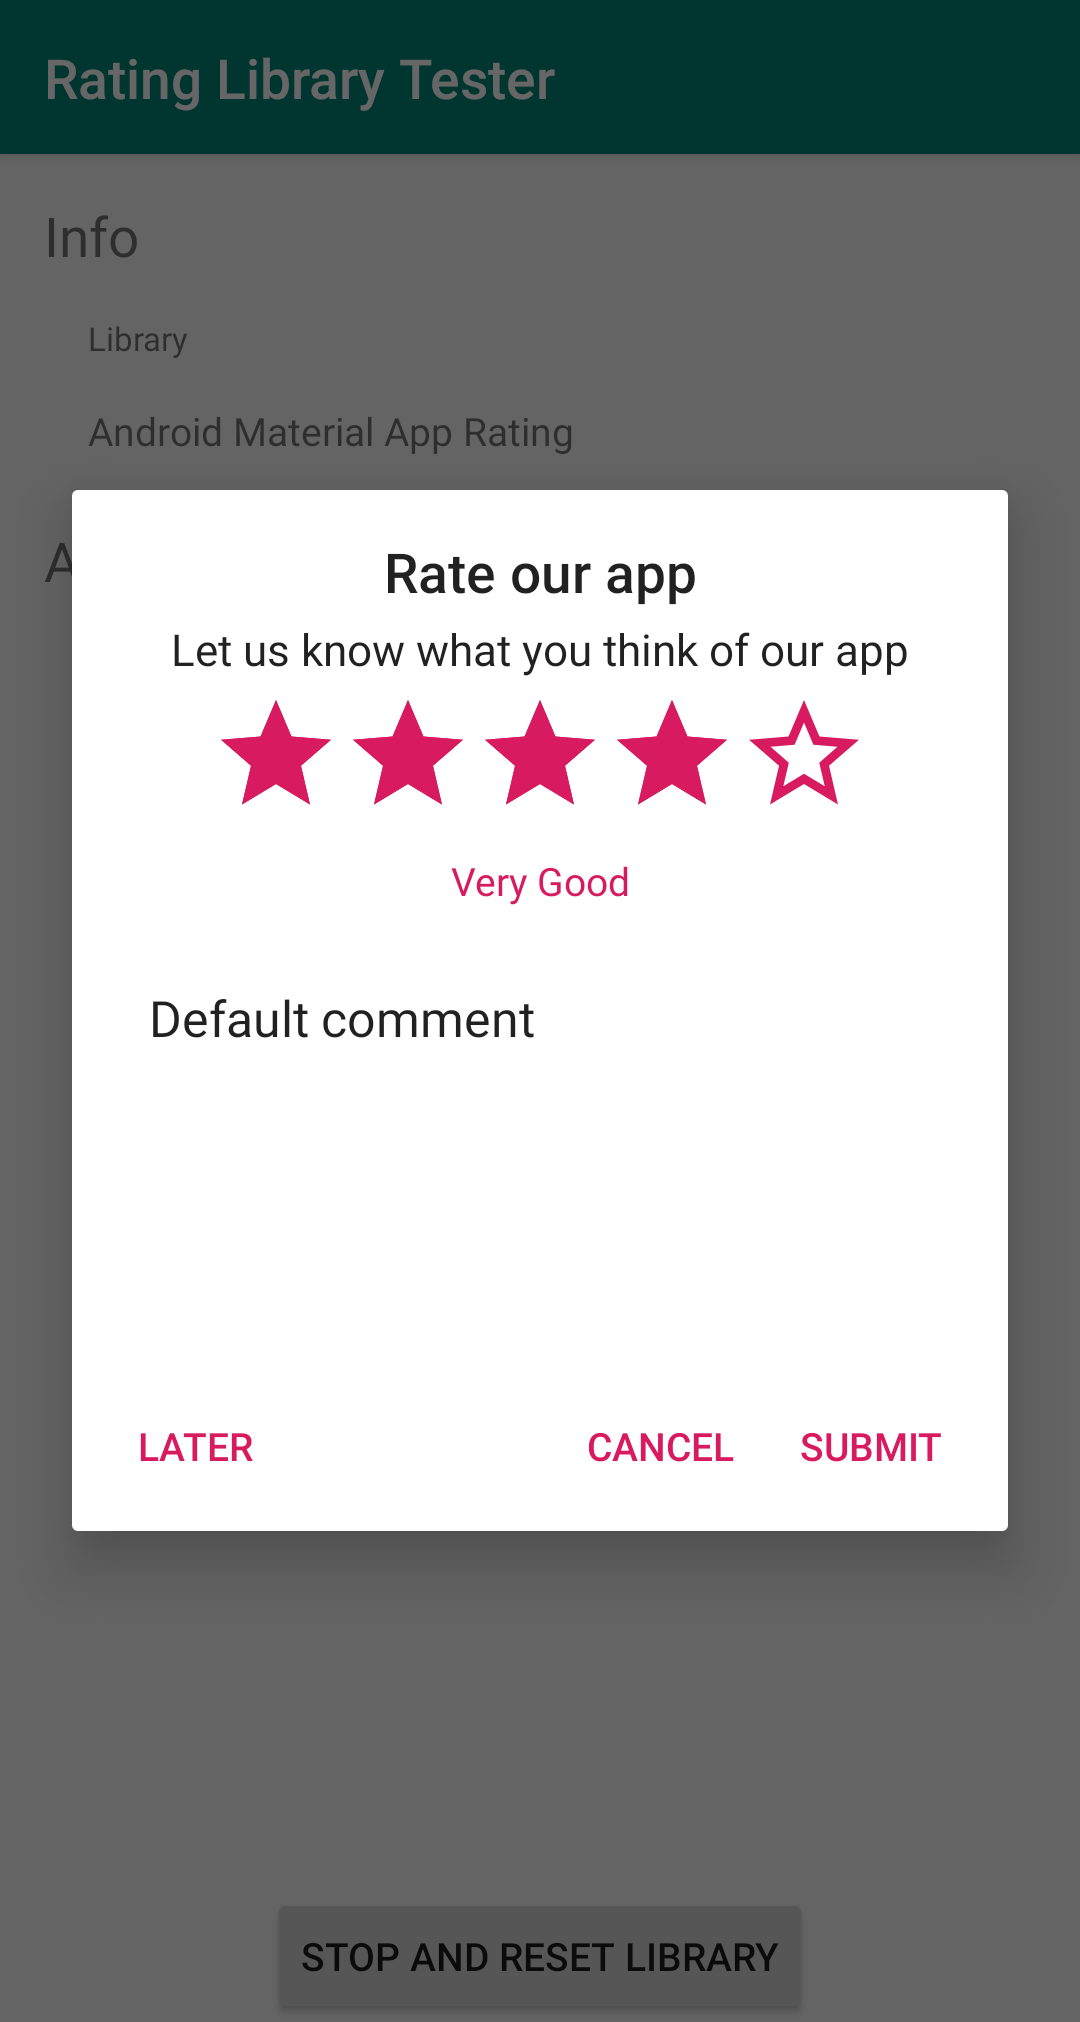 Rating Library Tester
Info
Library
Android Material App Rating
Rate our app
Let us know what you think of our app
Very Good
Default comment
LATER CANCEL SUBMIT
STOP AND RESET LIBRARY